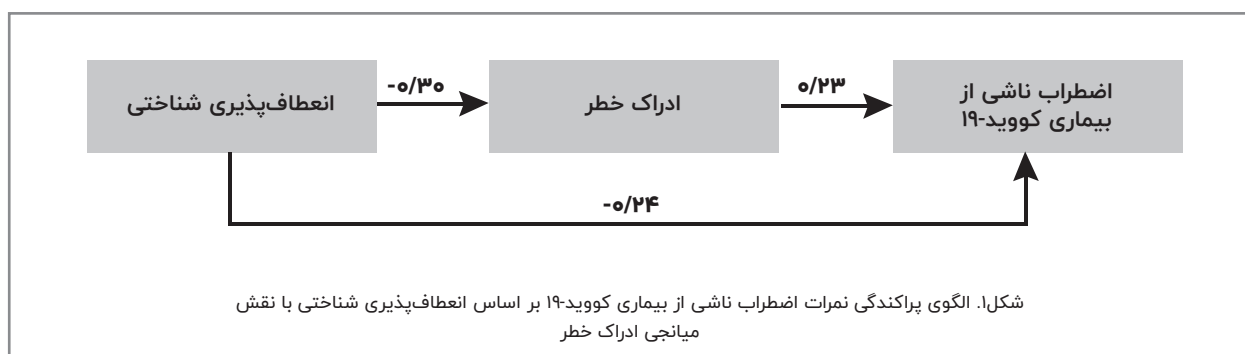 انعطاف‌پذیری شناختی
-۰/۳۰
ادراک خطر
۰/۲۳
اضطراب ناشی از
بیماری کووید-۱۹
-۰/۲۴
شکل۱. الگوی پراکندگی نمرات اضطراب ناشی از بیماری کووید-۱۹ بر اساس انعطاف‌پذیری شناختی با نقش
میانجی ادراک خطر